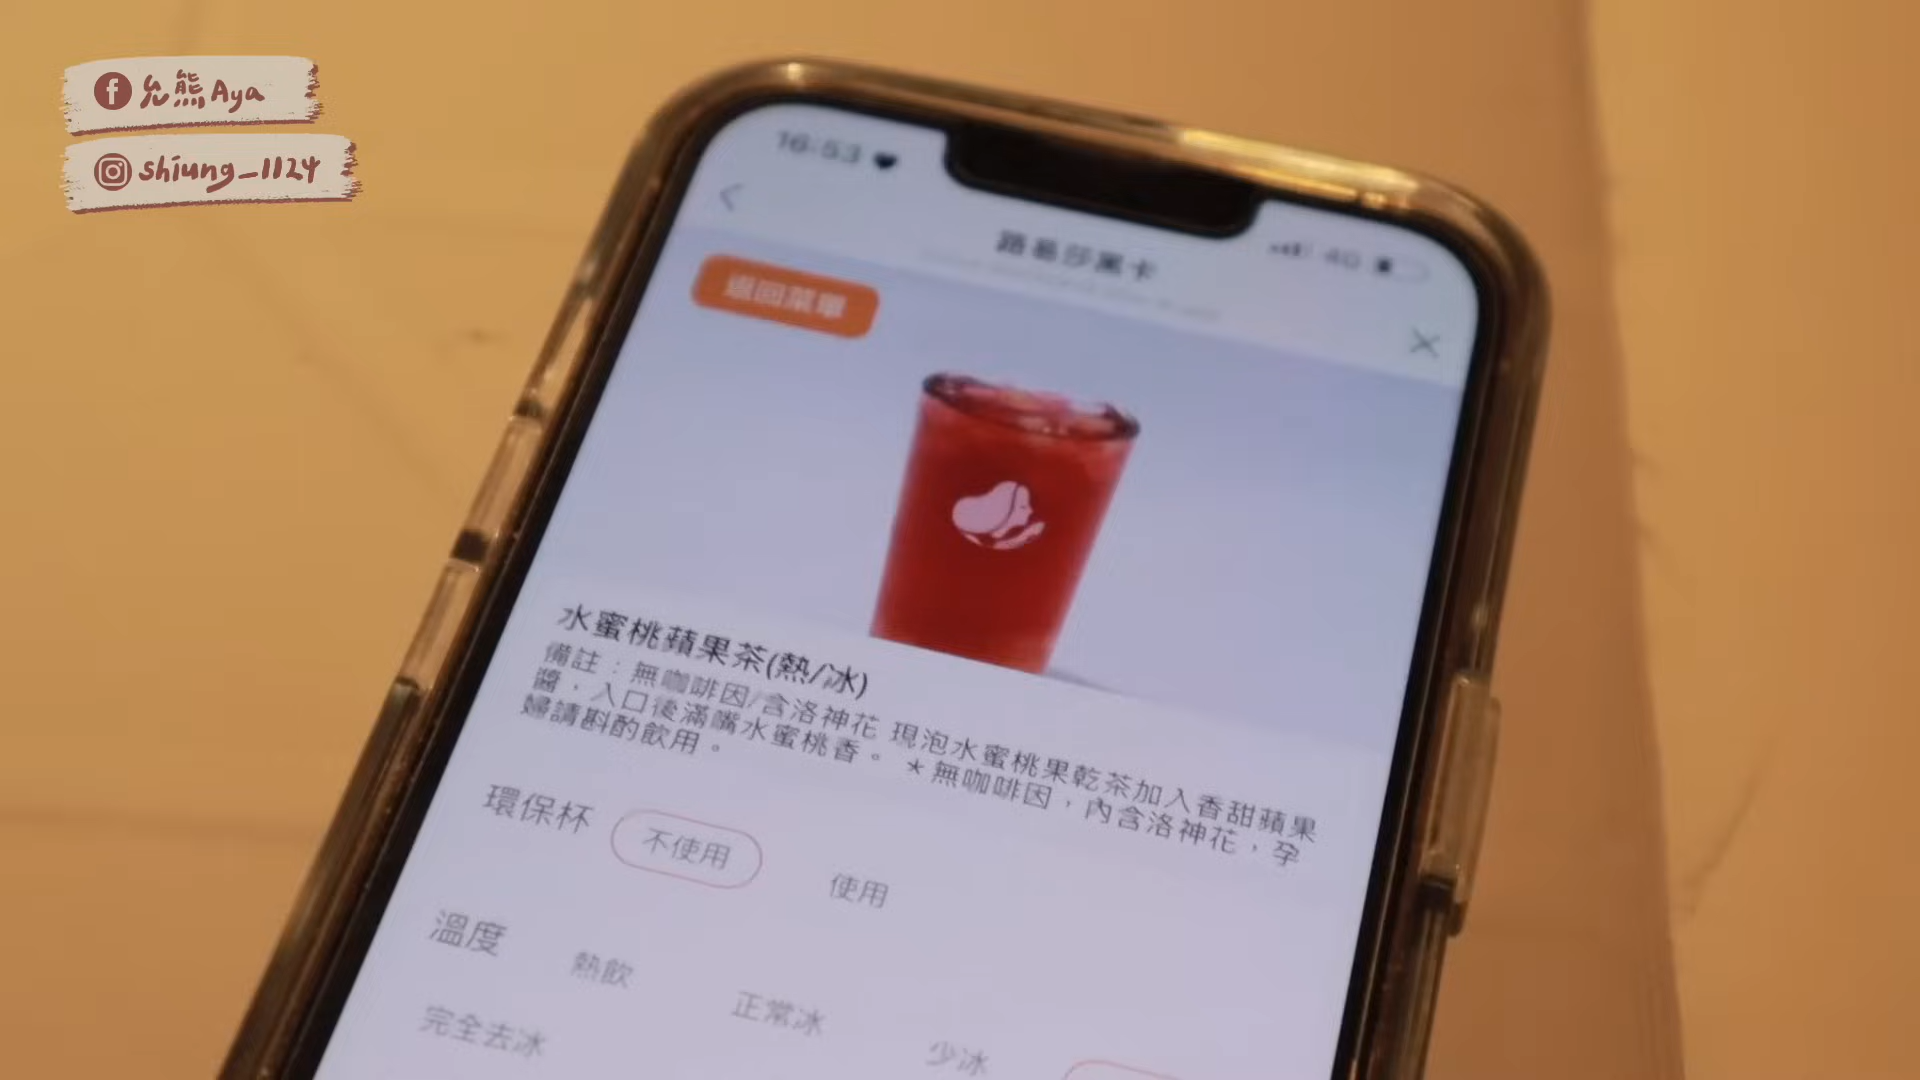 允熊Aya
shiung_1124
16:53
4G
路易莎黑卡
返回菜單
水蜜桃蘋果茶(熱/冰)
備註：無咖啡因/含洛神花 現泡水蜜桃果乾茶加入香甜蘋果
醬，入口後滿嘴水蜜桃香。 ＊無咖啡因，內含洛神花，孕
婦請斟酌飲用。
環保杯
不使用
使用
溫度
熱飲
正常冰
少冰
完全去冰